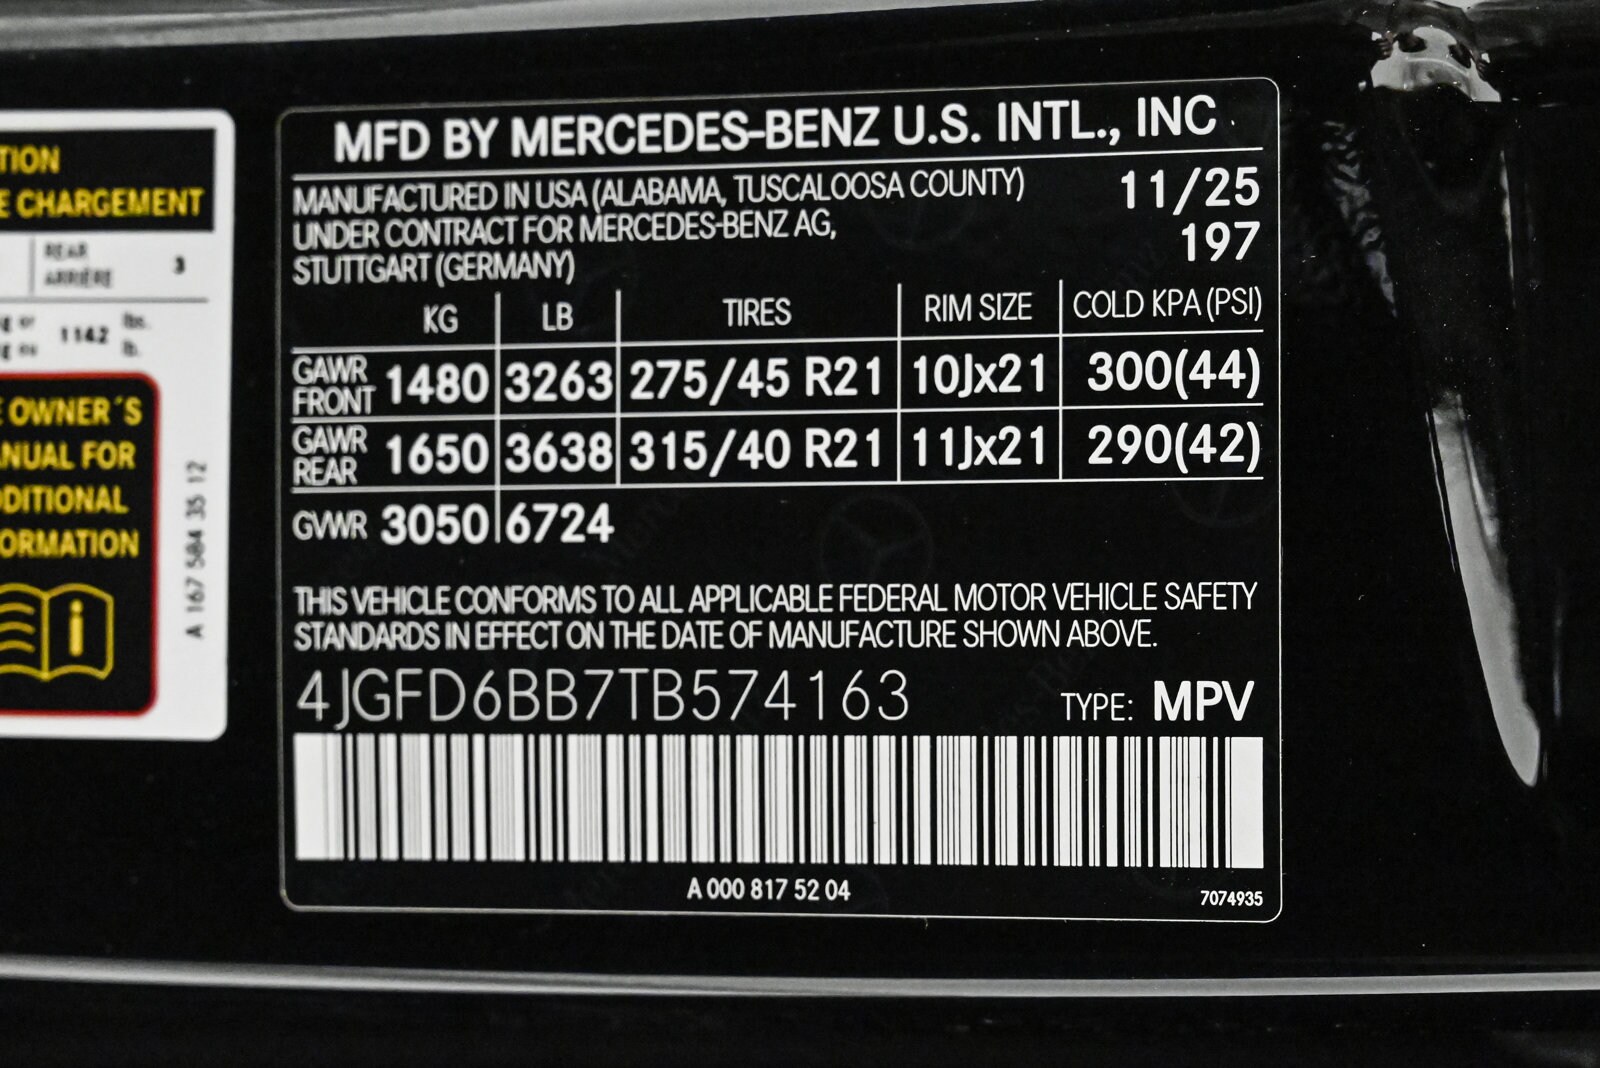 TION
E CHARGEMENT
REAR
ARRIÈRE 3
g or 1142 lbs.
lb.
E OWNER´S
ANUAL FOR
DDITIONAL
FORMATION
A 167 584 35 12
MFD BY MERCEDES-BENZ U.S. INTL., INC
MANUFACTURED IN USA (ALABAMA, TUSCALOOSA COUNTY) 11/25
UNDER CONTRACT FOR MERCEDES-BENZ AG, 197
STUTTGART (GERMANY)
KG LB TIRES RIM SIZE COLD KPA (PSI)
GAWR FRONT 1480 3263 275/45 R21 10Jx21 300(44)
GAWR REAR 1650 3638 315/40 R21 11Jx21 290(42)
GVWR 3050 6724
THIS VEHICLE CONFORMS TO ALL APPLICABLE FEDERAL MOTOR VEHICLE SAFETY
STANDARDS IN EFFECT ON THE DATE OF MANUFACTURE SHOWN ABOVE.
4JGFD6BB7TB574163 TYPE: MPV
A 000 817 52 04 7074935